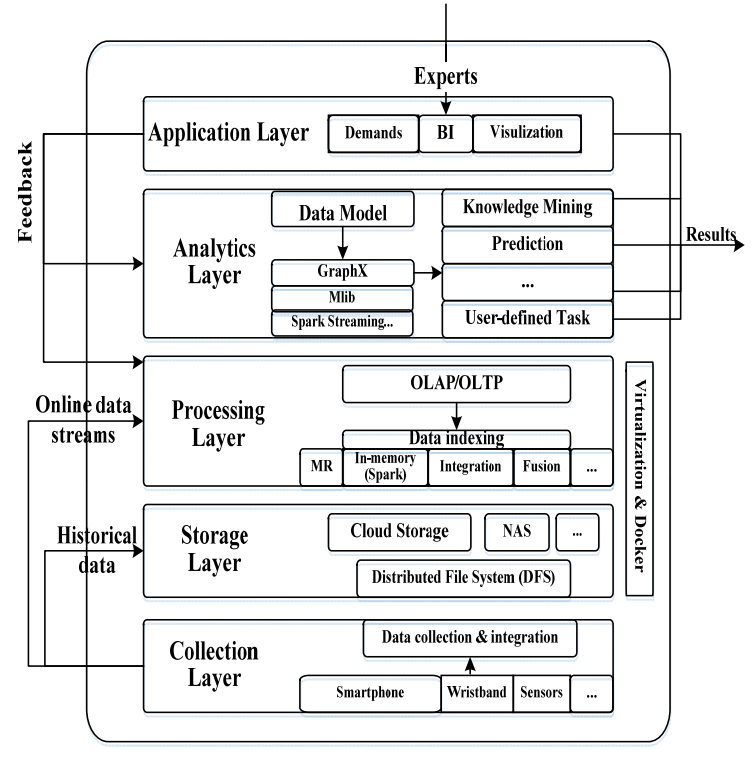 Experts
Application Layer
Demands
BI
Visulization
Feedback
Analytics
Layer
Data Model
GraphX
Mlib
Spark Streaming...
Knowledge Mining
Prediction
...
User-defined Task
Results
Online data
streams
Processing
Layer
OLAP/OLTP
Data indexing
MR
In-memory
(Spark)
Integration
Fusion
...
Virtualization & Docker
Historical
data
Storage
Layer
Cloud Storage
NAS
...
Distributed File System (DFS)
Collection
Layer
Data collection & integration
Smartphone
Wristband
Sensors
...